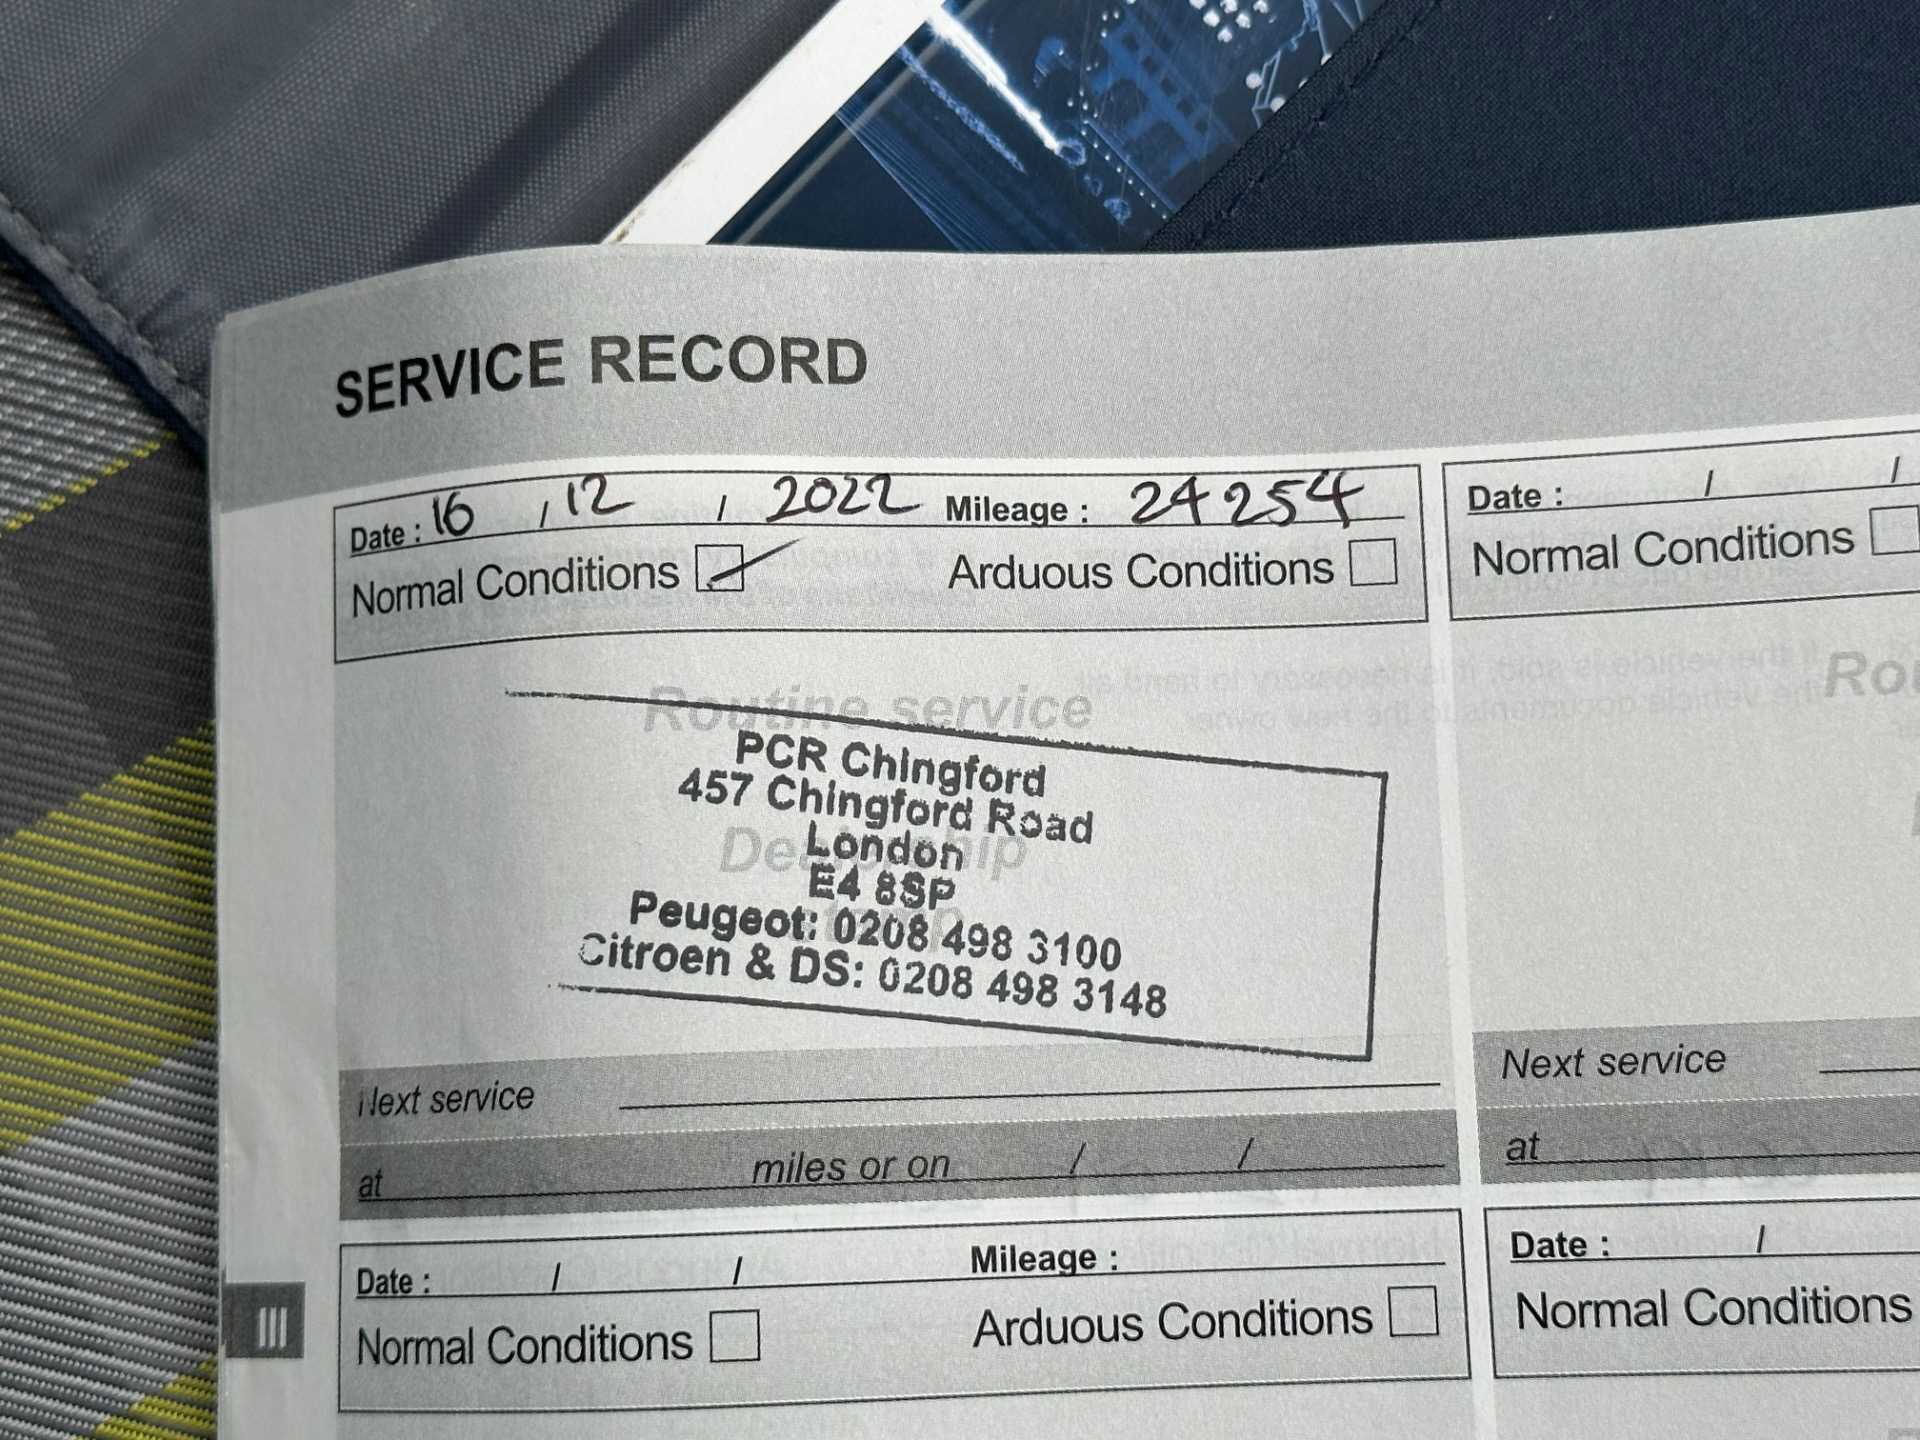 SERVICE RECORD
Date : 16 / 12 / 2022 Mileage : 24254
Normal Conditions Arduous Conditions
Routine service
PCR Chingford
457 Chingford Road
London
Dealership
E4 8SP
Peugeot: 0208 498 3100
Citroen & DS: 0208 498 3148
Next service
at miles or on / /
Date : / / Mileage :
Normal Conditions Arduous Conditions
Date : / /
Normal Conditions
Next service
at
Date : /
Normal Conditions
III